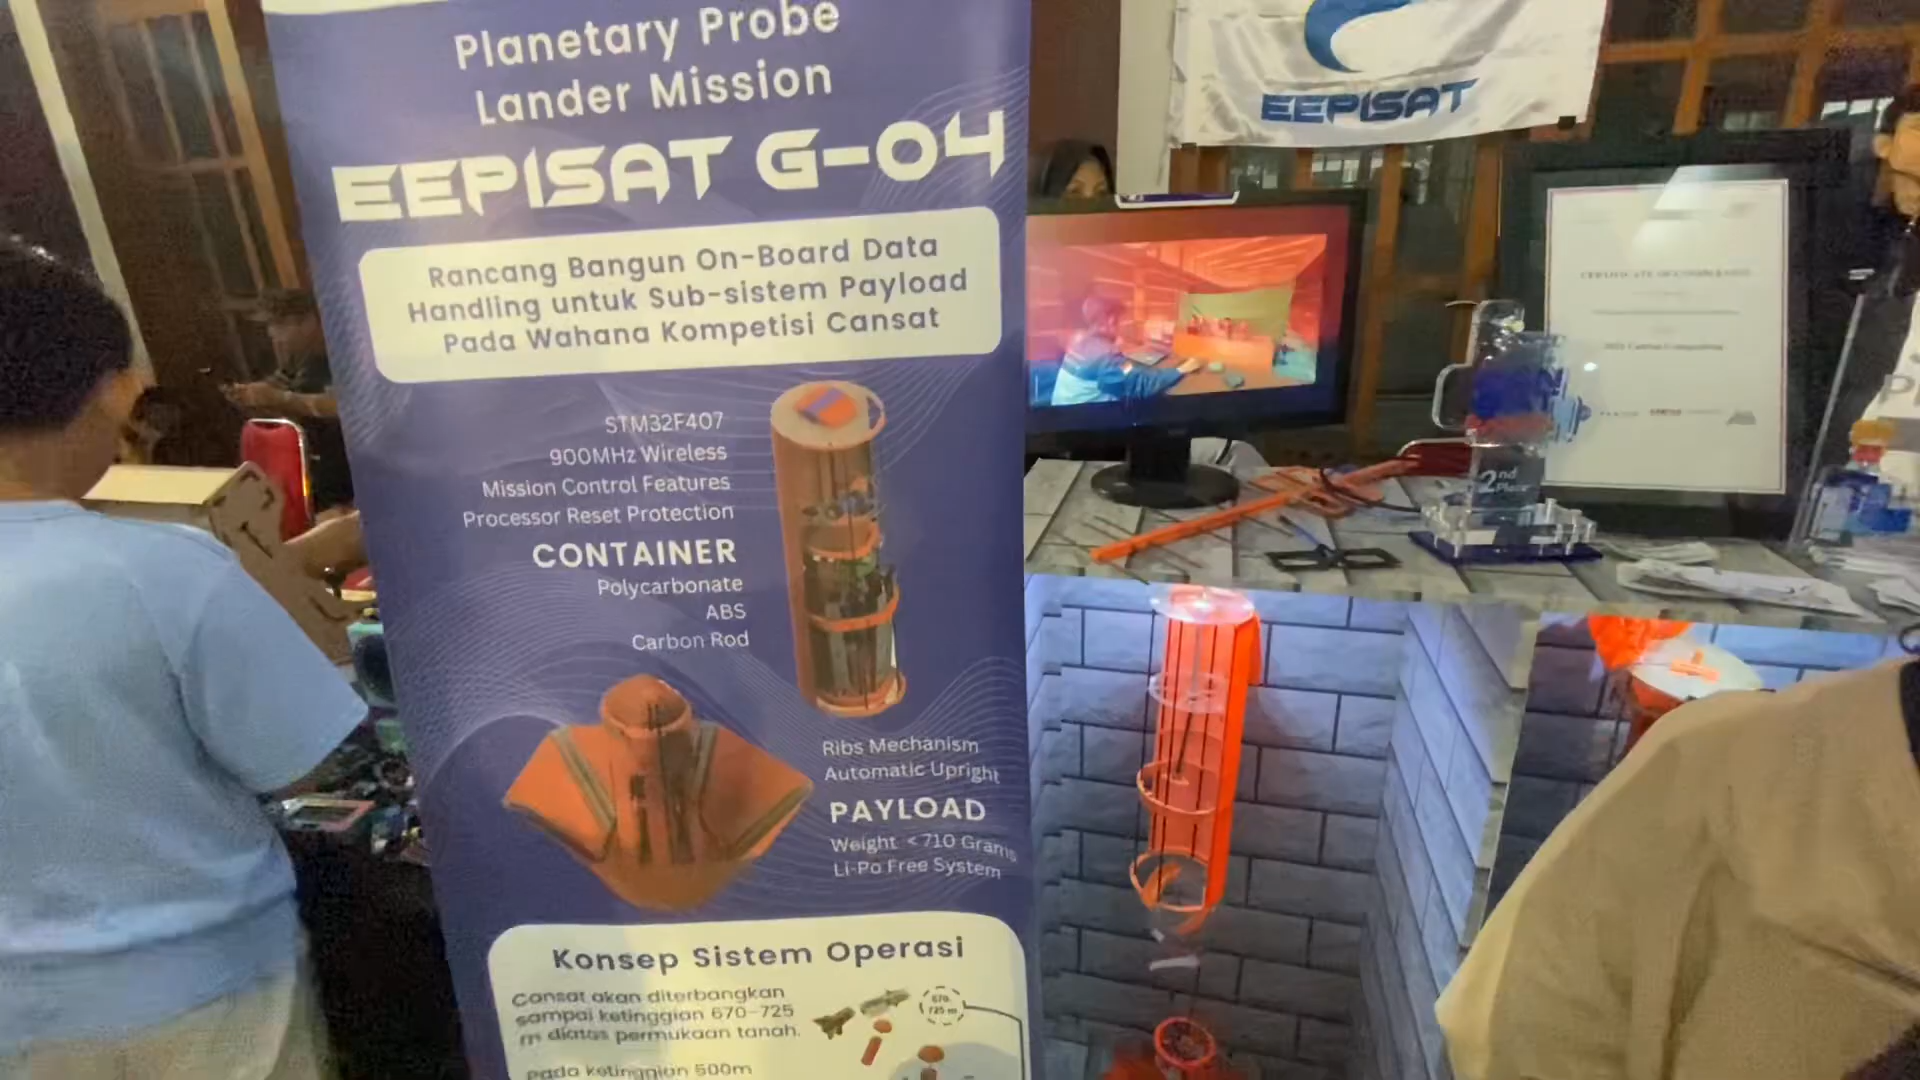 Planetary Probe
Lander Mission
EEPISAT G-04
Rancang Bangun On-Board Data
Handling untuk Sub-sistem Payload
Pada Wahana Kompetisi Cansat
STM32F407
900MHz Wireless
Mission Control Features
Processor Reset Protection
CONTAINER
Polycarbonate
ABS
Carbon Rod
Ribs Mechanism
Automatic Upright
PAYLOAD
Weight <710 Grams
Li-Po Free System
Konsep Sistem Operasi
Cansat akan diterbangkan
sampai ketinggian 670-725
m diatas permukaan tanah.
Pada ketinggian 500m
670-
725 m
EEPISAT
2nd
Place